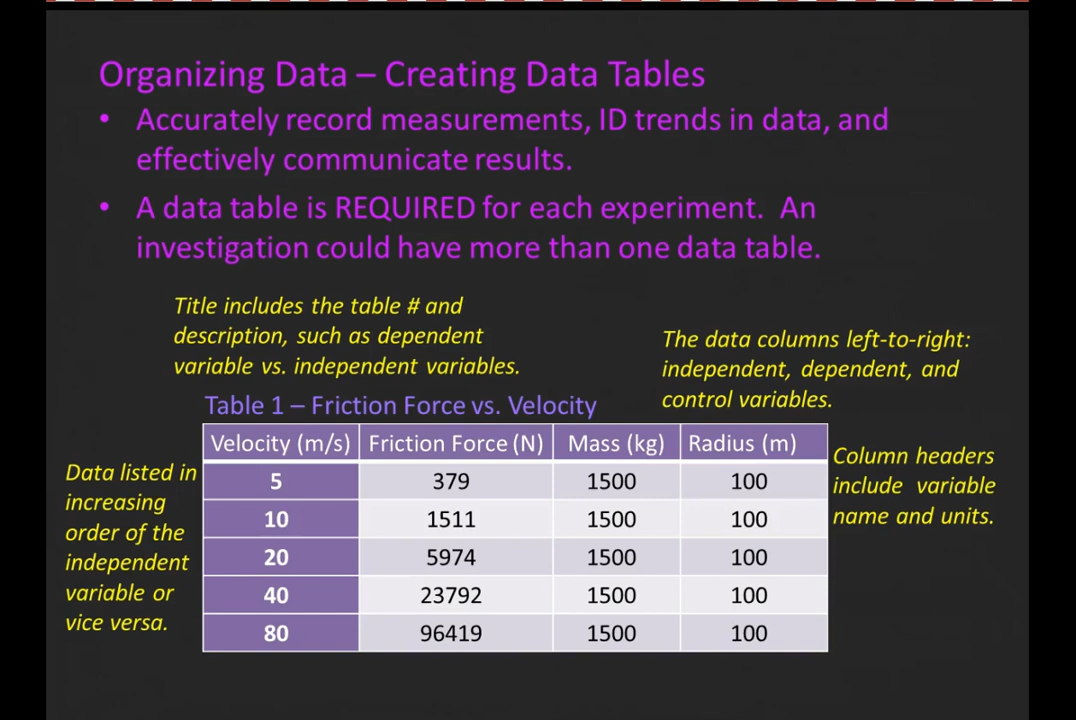 Organizing Data – Creating Data Tables
• Accurately record measurements, ID trends in data, and
effectively communicate results.
• A data table is REQUIRED for each experiment. An
investigation could have more than one data table.
Title includes the table # and
description, such as dependent
variable vs. independent variables.
The data columns left-to-right:
independent, dependent, and
control variables.
Table 1 – Friction Force vs. Velocity
Velocity (m/s) Friction Force (N) Mass (kg) Radius (m)
5 379 1500 100
10 1511 1500 100
20 5974 1500 100
40 23792 1500 100
80 96419 1500 100
Data listed in
increasing
order of the
independent
variable or
vice versa.
Column headers
include variable
name and units.